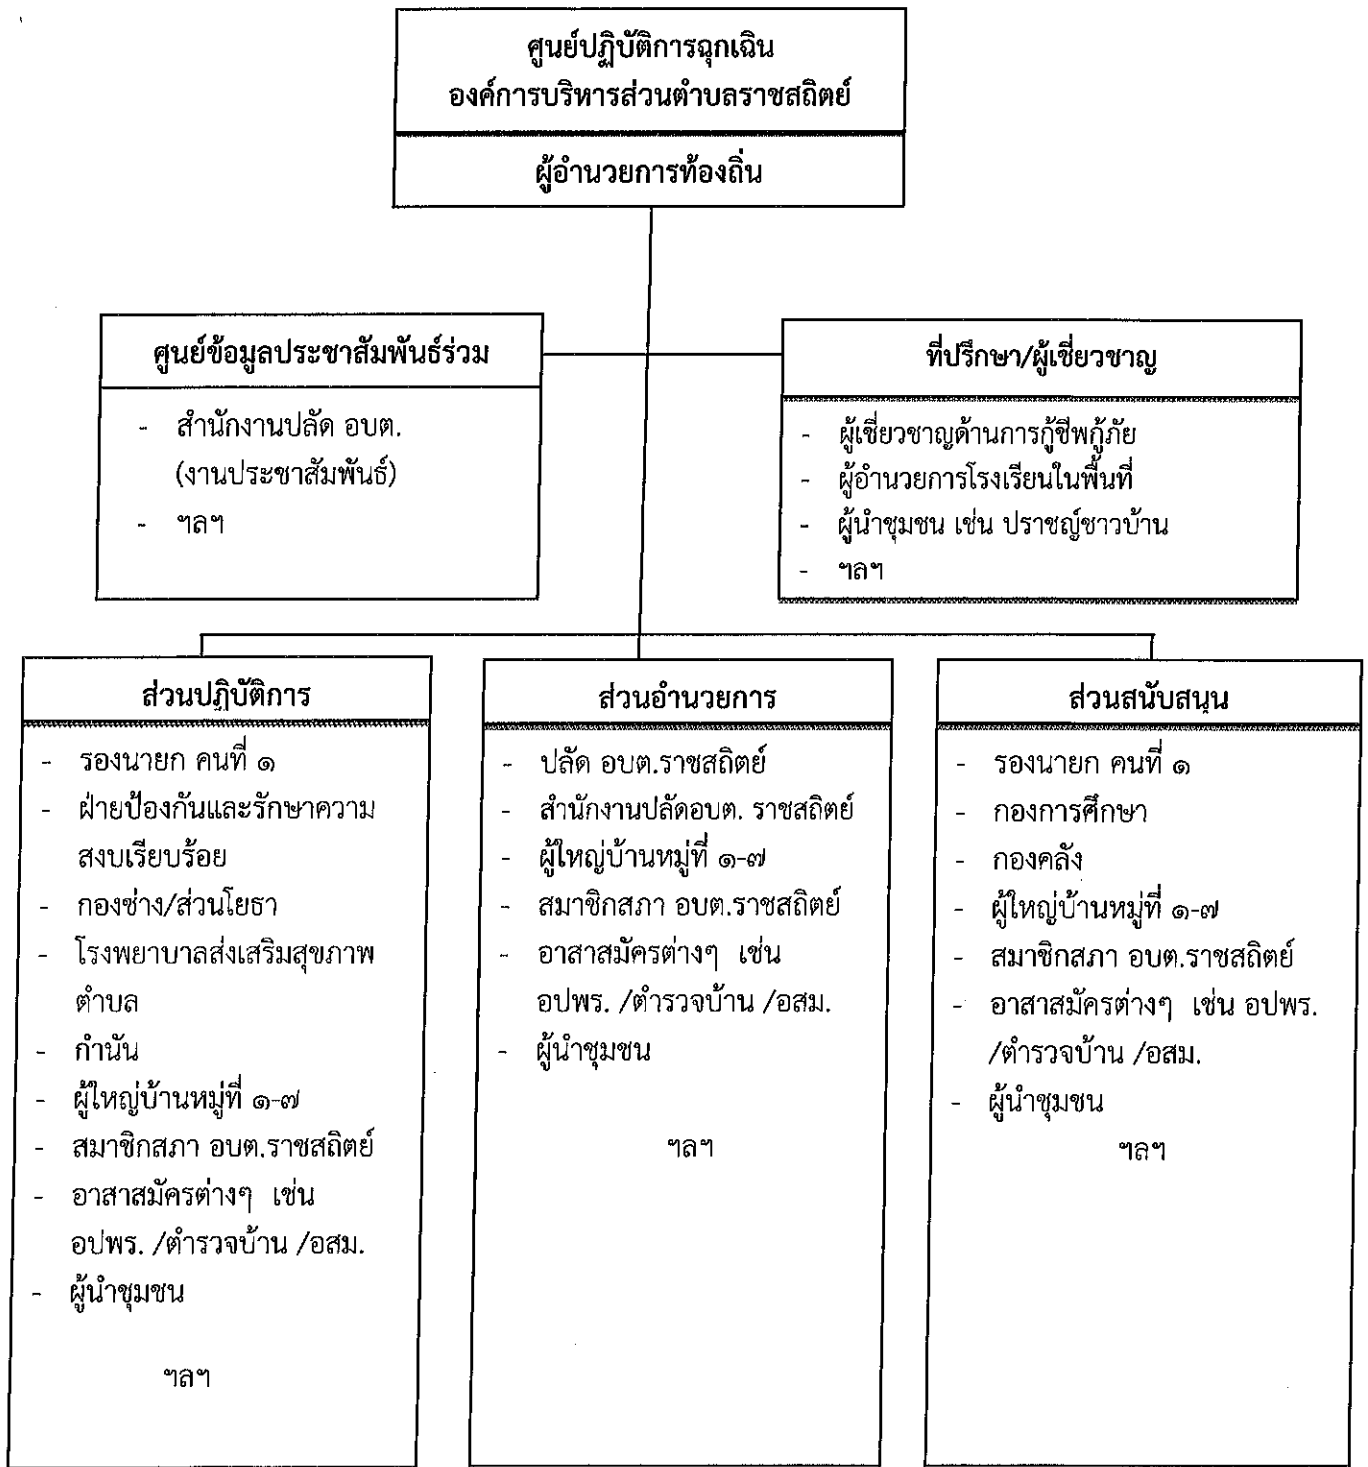 ศูนย์ปฏิบัติการฉุกเฉิน
องค์การบริหารส่วนตำบลราชสถิตย์
ผู้อำนวยการท้องถิ่น
ศูนย์ข้อมูลประชาสัมพันธ์ร่วม
- สำนักงานปลัด อบต.
(งานประชาสัมพันธ์)
- ฯลฯ
ที่ปรึกษา/ผู้เชี่ยวชาญ
- ผู้เชี่ยวชาญด้านการกู้ชีพกู้ภัย
- ผู้อำนวยการโรงเรียนในพื้นที่
- ผู้นำชุมชน เช่น ปราชญ์ชาวบ้าน
- ฯลฯ
ส่วนปฏิบัติการ
- รองนายก คนที่ ๑
- ฝ่ายป้องกันและรักษาความ
สงบเรียบร้อย
- กองช่าง/ส่วนโยธา
- โรงพยาบาลส่งเสริมสุขภาพ
ตำบล
- กำนัน
- ผู้ใหญ่บ้านหมู่ที่ ๑-๗
- สมาชิกสภา อบต.ราชสถิตย์
- อาสาสมัครต่างๆ เช่น
อปพร. /ตำรวจบ้าน /อสม.
- ผู้นำชุมชน
ฯลฯ
ส่วนอำนวยการ
- ปลัด อบต.ราชสถิตย์
- สำนักงานปลัดอบต. ราชสถิตย์
- ผู้ใหญ่บ้านหมู่ที่ ๑-๗
- สมาชิกสภา อบต.ราชสถิตย์
- อาสาสมัครต่างๆ เช่น
อปพร. /ตำรวจบ้าน /อสม.
- ผู้นำชุมชน
ฯลฯ
ส่วนสนับสนุน
- รองนายก คนที่ ๑
- กองการศึกษา
- กองคลัง
- ผู้ใหญ่บ้านหมู่ที่ ๑-๗
- สมาชิกสภา อบต.ราชสถิตย์
- อาสาสมัครต่างๆ เช่น อปพร.
/ตำรวจบ้าน /อสม.
- ผู้นำชุมชน
ฯลฯ